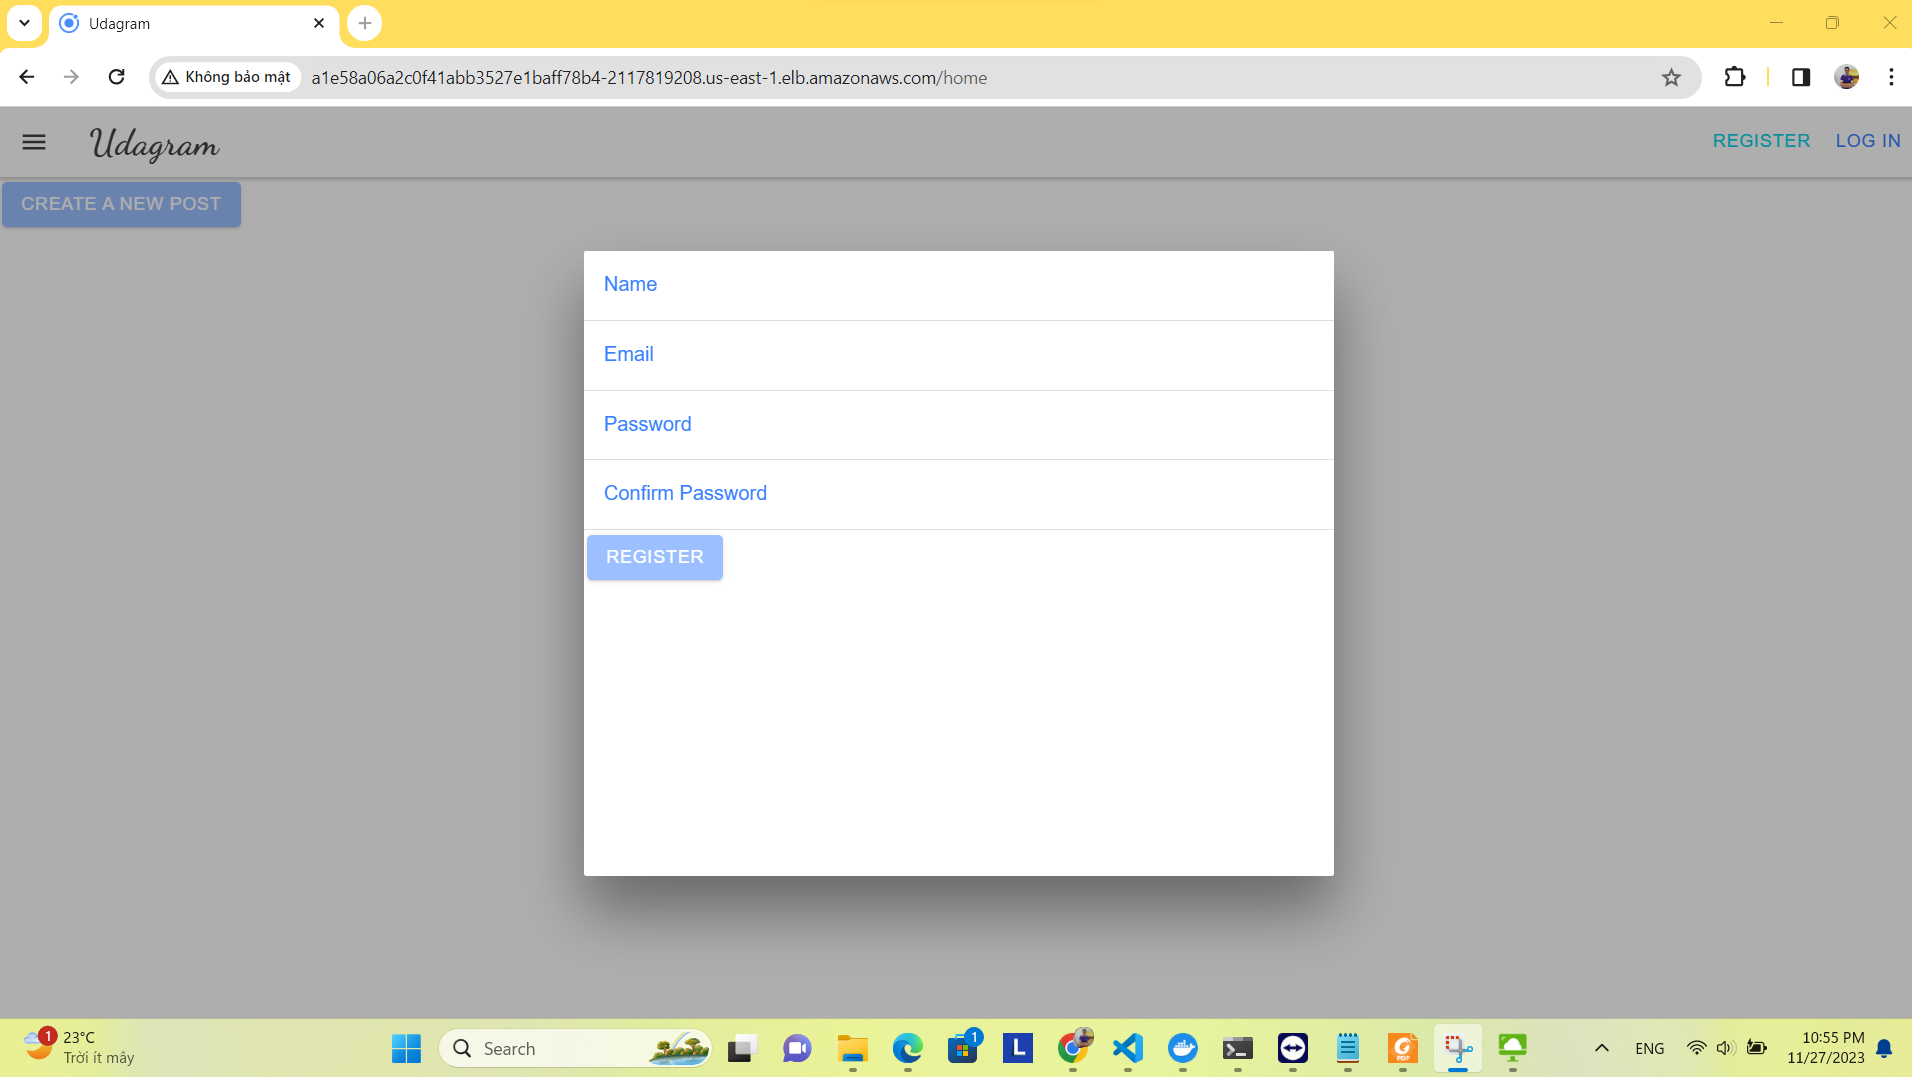 Udagram
Không bảo mật
a1e58a06a2c0f41abb3527e1baff78b4-2117819208.us-east-1.elb.amazonaws.com/home
Udagram
REGISTER
LOG IN
CREATE A NEW POST
Name
Email
Password
Confirm Password
REGISTER
1
23°C
Trời ít mây
Search
1
L
PDF
ENG
10:55 PM
11/27/2023